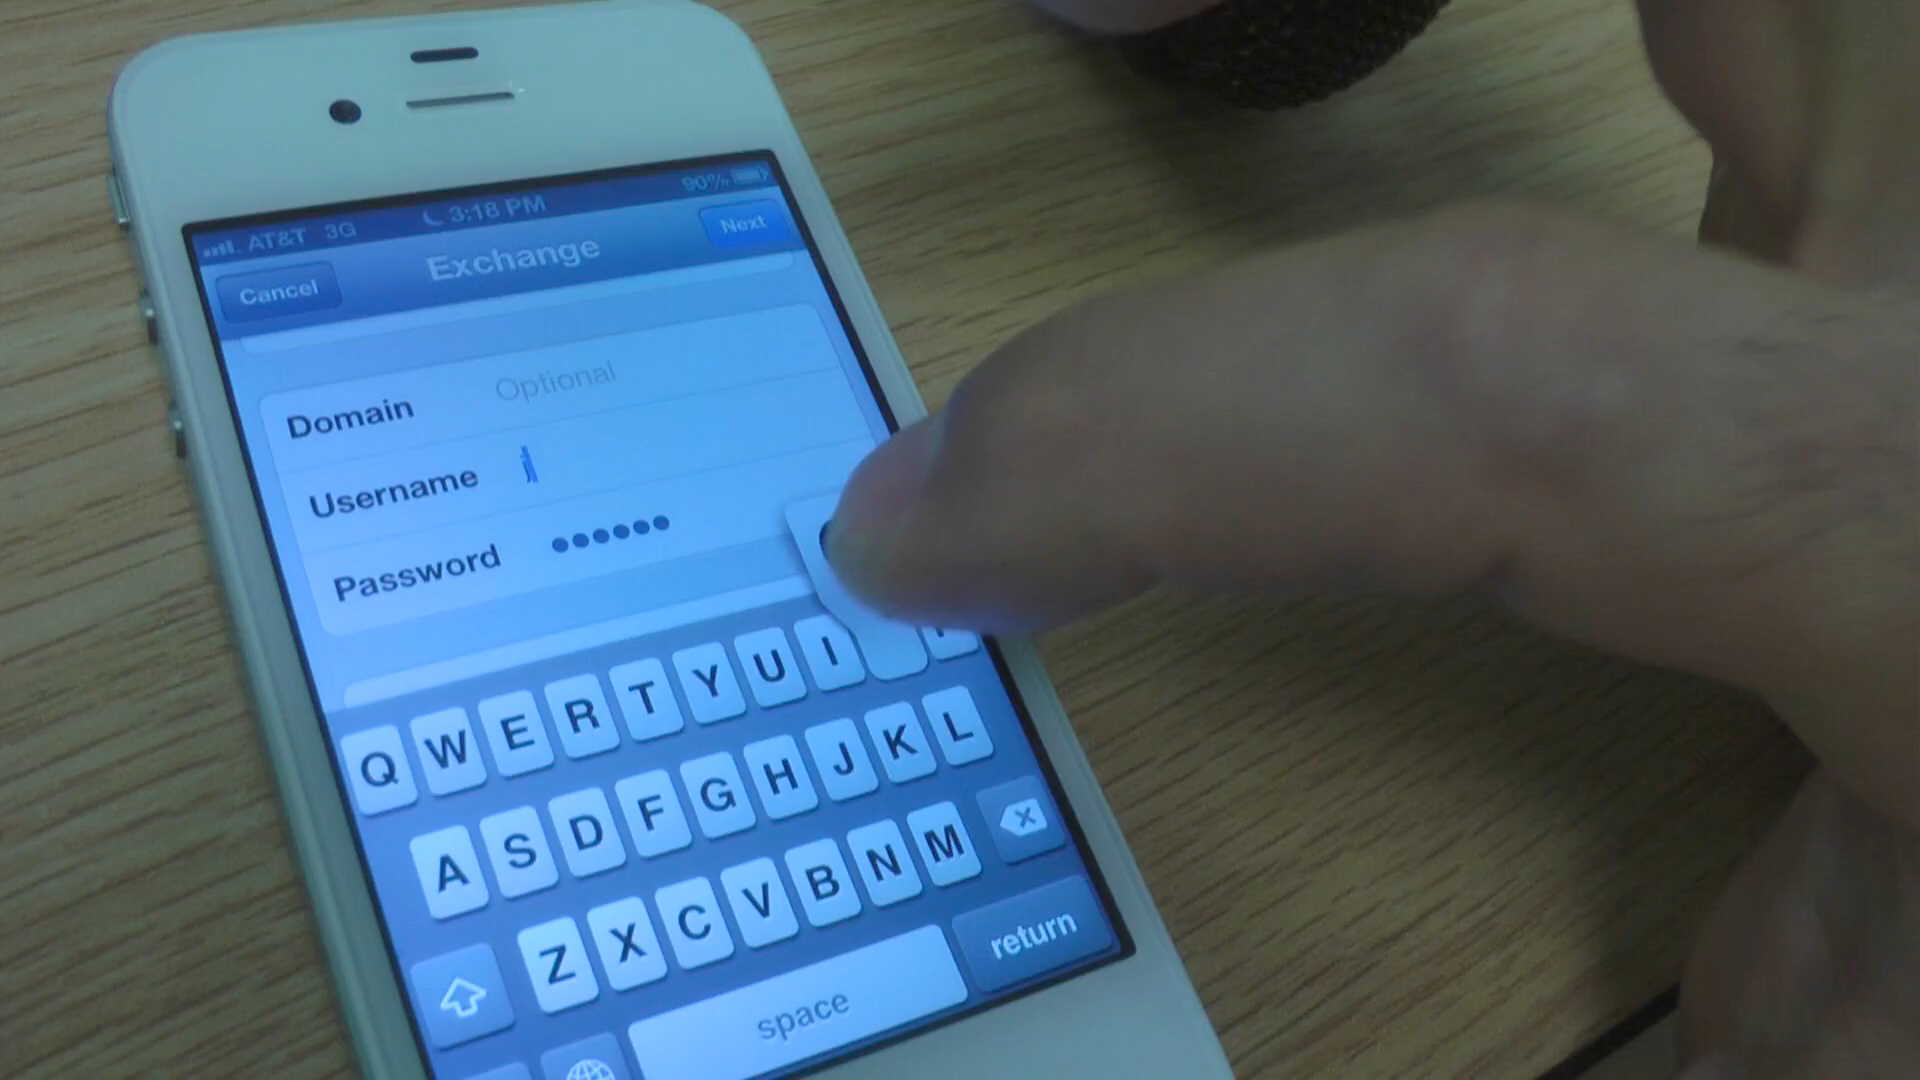 AT&T 3G 3:18 PM 90%
Cancel Exchange Next
Domain Optional
Username j
Password ••••••
Q W E R T Y U I
A S D F G H J K L
Z X C V B N M
space return